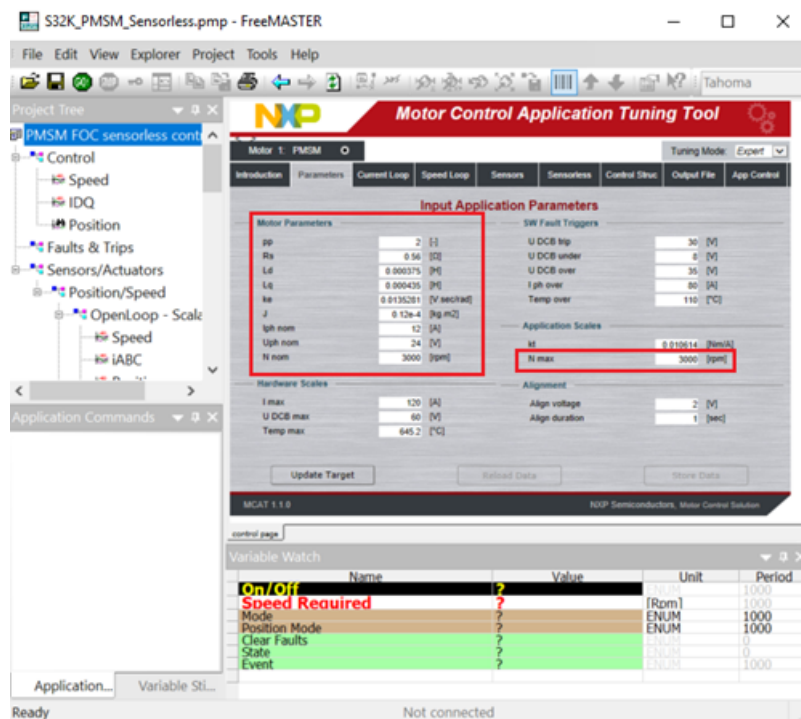 S32K_PMSM_Sensorless.pmp - FreeMASTER
File Edit View Explorer Project Tools Help
Tahoma
Project Tree
PMSM FOC sensorless conti
Control
Speed
IDQ
Position
Faults & Trips
Sensors/Actuators
Position/Speed
OpenLoop - Scala
Speed
iABC
Application Commands
Application...
Variable Sti...
NXP
Motor Control Application Tuning Tool
Motor 1: PMSM
Tuning Mode: Expert
Introduction Parameters Current Loop Speed Loop Sensors Sensorless Control Struc Output File App Control
Input Application Parameters
Motor Parameters
pp 2 [-]
Rs 0.56 [Ω]
Ld 0.000375 [H]
Lq 0.000435 [H]
ke 0.0135281 [V.sec/rad]
J 0.12e-4 [kg.m2]
Iph nom 12 [A]
Uph nom 24 [V]
N nom 3000 [rpm]
Hardware Scales
I max 120 [A]
U DCB max 60 [V]
Temp max 645.2 [°C]
SW Fault Triggers
U DCB trip 30 [V]
U DCB under 8 [V]
U DCB over 35 [V]
I ph over 80 [A]
Temp over 110 [°C]
Application Scales
kt 0.010614 [Nm/A]
N max 3000 [rpm]
Alignment
Align voltage 2 [V]
Align duration 1 [sec]
Update Target
Reload Data
Store Data
MCAT 1.1.0
NXP Semiconductors, Motor Control Solution
control page
Variable Watch
Name Value Unit Period
On/Off ? ENUM 1000
Speed Required ? [Rpm] 1000
Mode ? ENUM 1000
Position Mode ? ENUM 1000
Clear Faults ? ENUM 0
State ? ENUM 0
Event ? ENUM 1000
Ready
Not connected